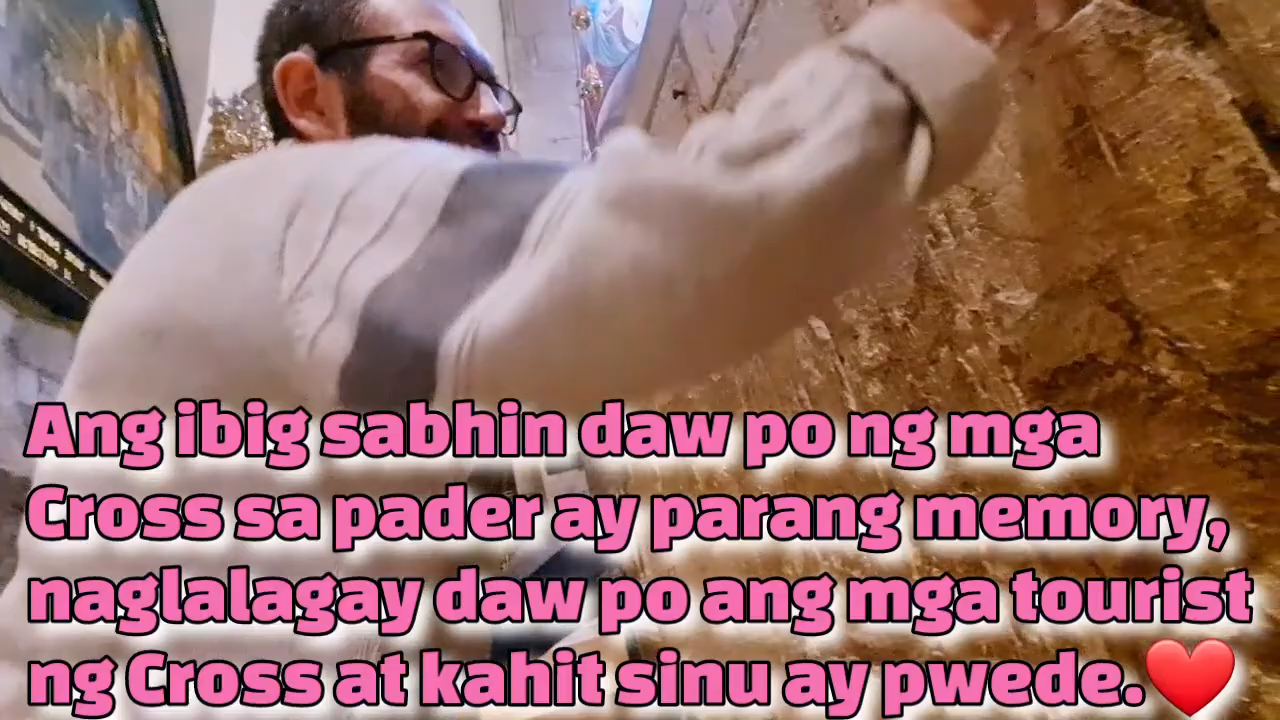 Ang ibig sabhin daw po ng mga
Cross sa pader ay parang memory,
naglalagay daw po ang mga tourist
ng Cross at kahit sinu ay pwede.❤️